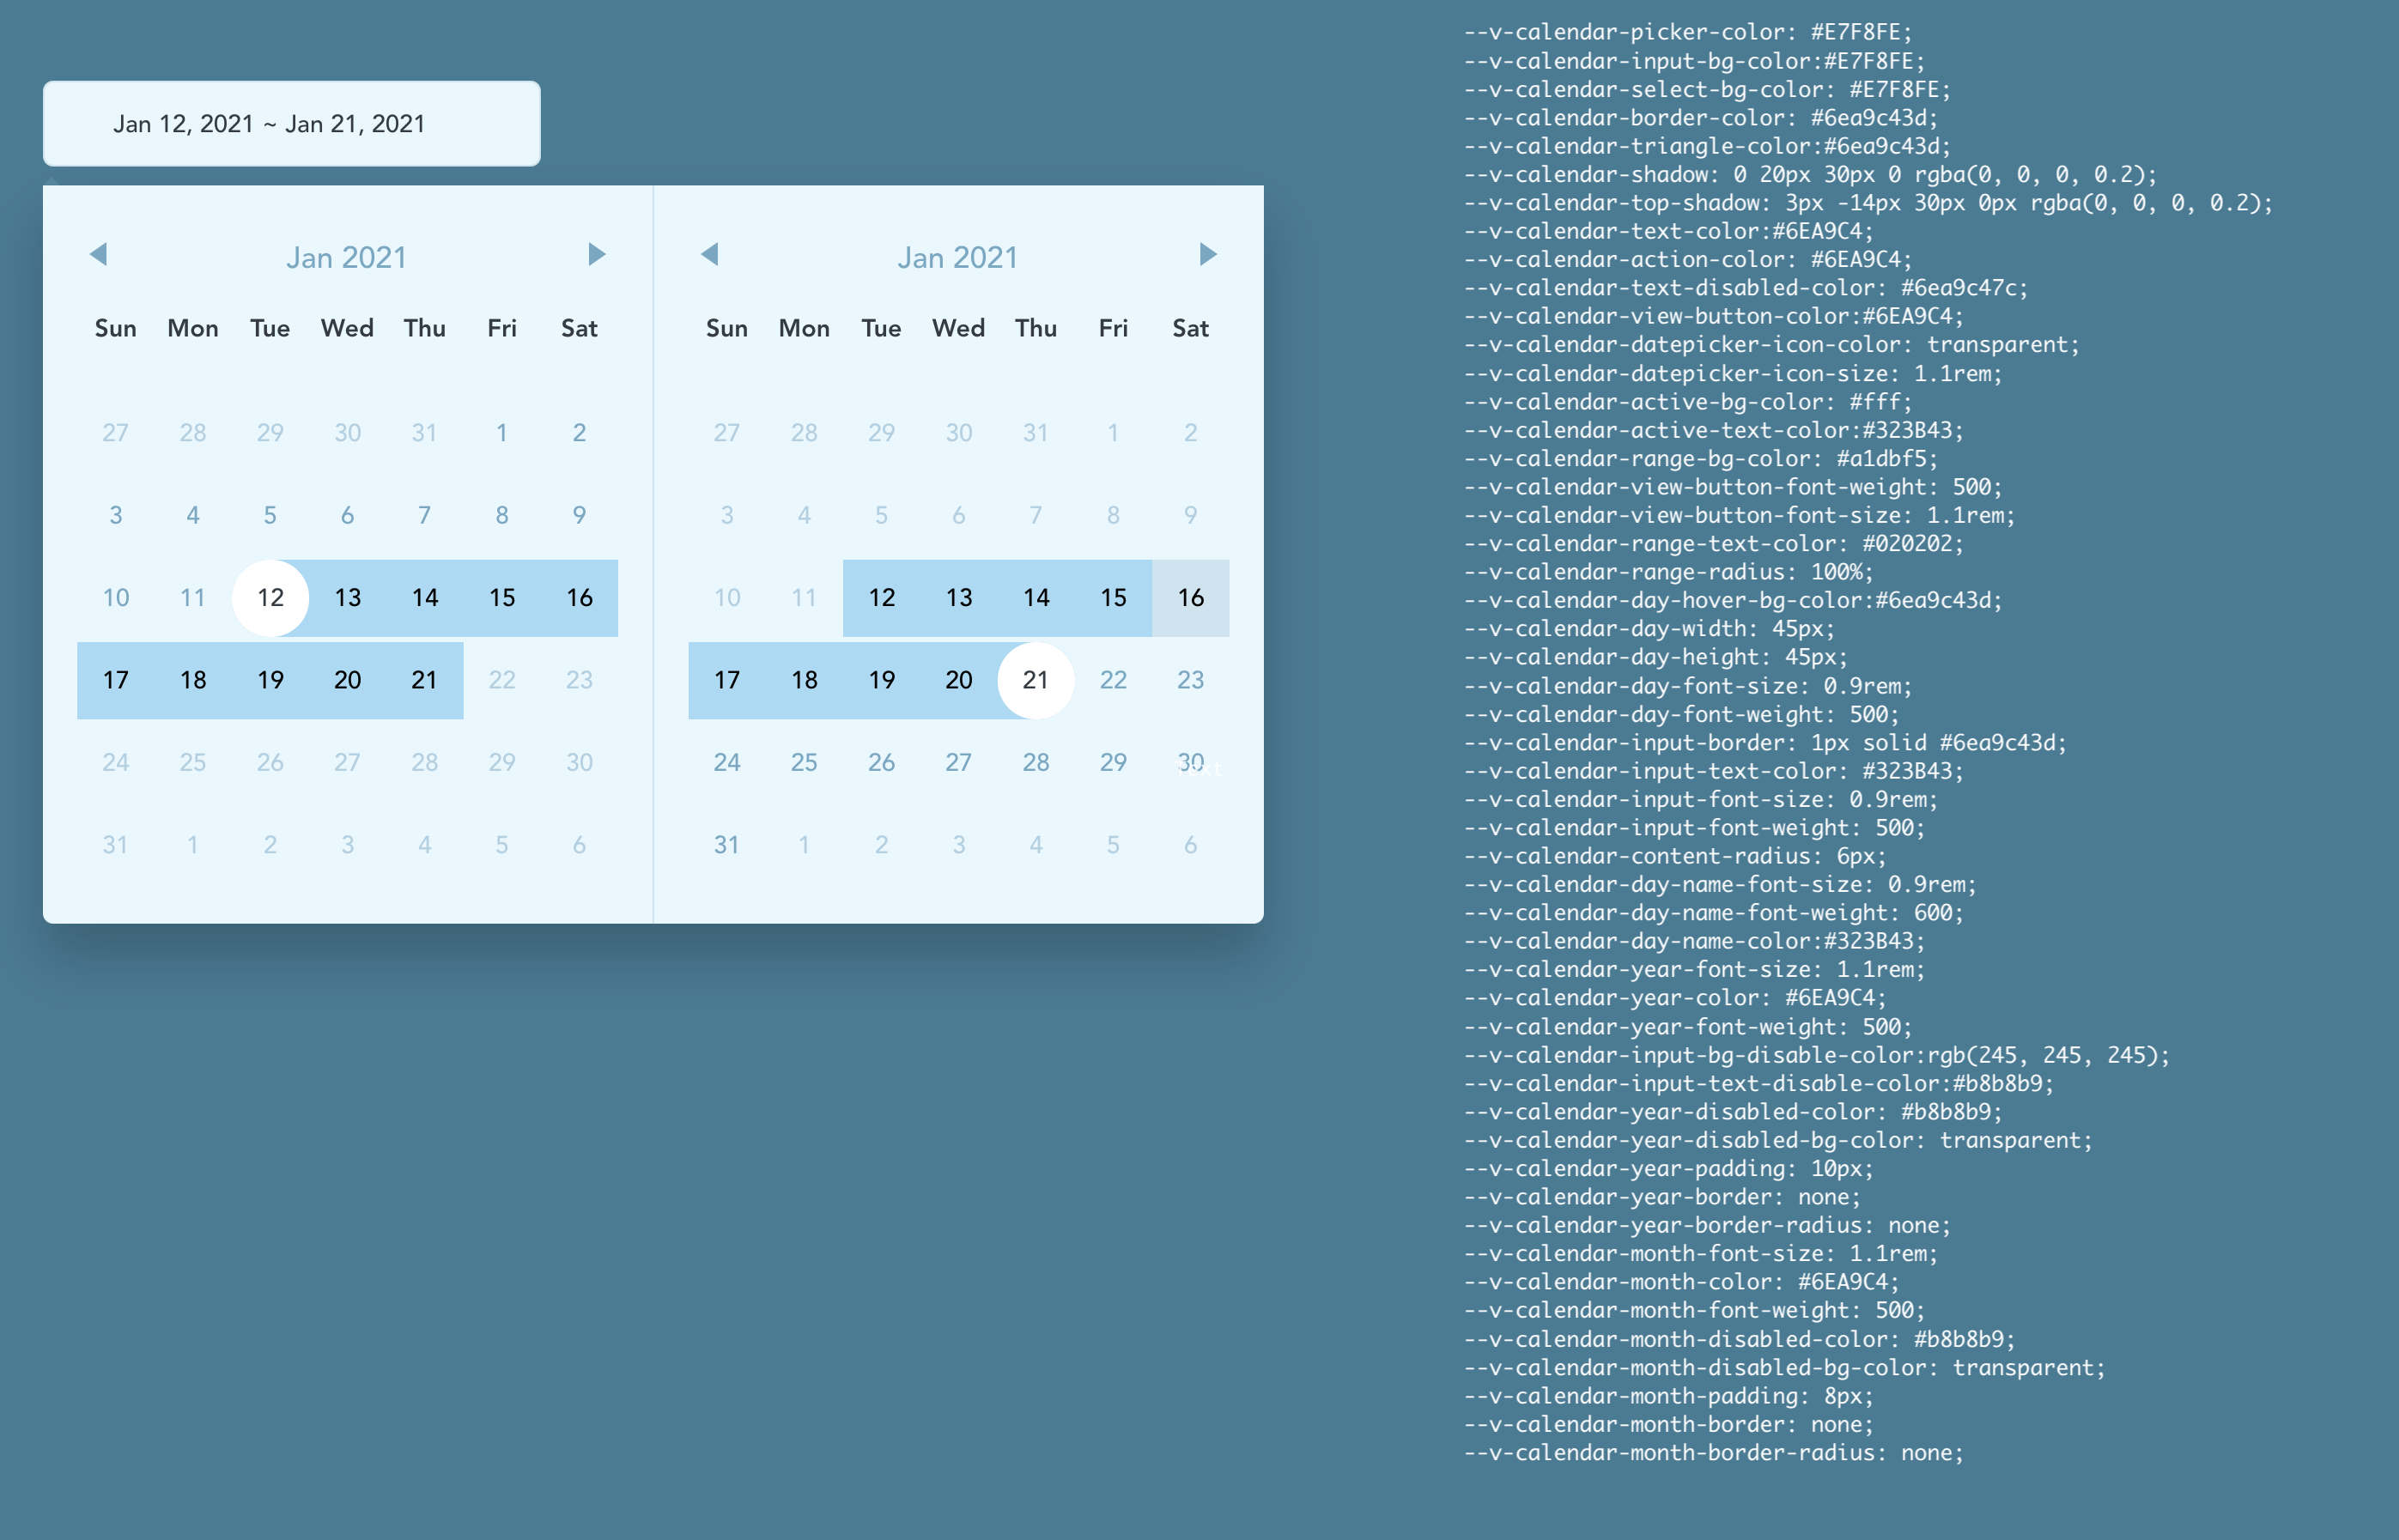 Jan 12, 2021 ~ Jan 21, 2021
Jan 2021
Sun Mon Tue Wed Thu Fri Sat
27 28 29 30 31 1 2
3 4 5 6 7 8 9
10 11 12 13 14 15 16
17 18 19 20 21 22 23
24 25 26 27 28 29 30
31 1 2 3 4 5 6
Jan 2021
Sun Mon Tue Wed Thu Fri Sat
27 28 29 30 31 1 2
3 4 5 6 7 8 9
10 11 12 13 14 15 16
17 18 19 20 21 22 23
24 25 26 27 28 29 30
Text
31 1 2 3 4 5 6
--v-calendar-picker-color: #E7F8FE;
--v-calendar-input-bg-color:#E7F8FE;
--v-calendar-select-bg-color: #E7F8FE;
--v-calendar-border-color: #6ea9c43d;
--v-calendar-triangle-color:#6ea9c43d;
--v-calendar-shadow: 0 20px 30px 0 rgba(0, 0, 0, 0.2);
--v-calendar-top-shadow: 3px -14px 30px 0px rgba(0, 0, 0, 0.2);
--v-calendar-text-color:#6EA9C4;
--v-calendar-action-color: #6EA9C4;
--v-calendar-text-disabled-color: #6ea9c47c;
--v-calendar-view-button-color:#6EA9C4;
--v-calendar-datepicker-icon-color: transparent;
--v-calendar-datepicker-icon-size: 1.1rem;
--v-calendar-active-bg-color: #fff;
--v-calendar-active-text-color:#323B43;
--v-calendar-range-bg-color: #a1dbf5;
--v-calendar-view-button-font-weight: 500;
--v-calendar-view-button-font-size: 1.1rem;
--v-calendar-range-text-color: #020202;
--v-calendar-range-radius: 100%;
--v-calendar-day-hover-bg-color:#6ea9c43d;
--v-calendar-day-width: 45px;
--v-calendar-day-height: 45px;
--v-calendar-day-font-size: 0.9rem;
--v-calendar-day-font-weight: 500;
--v-calendar-input-border: 1px solid #6ea9c43d;
--v-calendar-input-text-color: #323B43;
--v-calendar-input-font-size: 0.9rem;
--v-calendar-input-font-weight: 500;
--v-calendar-content-radius: 6px;
--v-calendar-day-name-font-size: 0.9rem;
--v-calendar-day-name-font-weight: 600;
--v-calendar-day-name-color:#323B43;
--v-calendar-year-font-size: 1.1rem;
--v-calendar-year-color: #6EA9C4;
--v-calendar-year-font-weight: 500;
--v-calendar-input-bg-disable-color:rgb(245, 245, 245);
--v-calendar-input-text-disable-color:#b8b8b9;
--v-calendar-year-disabled-color: #b8b8b9;
--v-calendar-year-disabled-bg-color: transparent;
--v-calendar-year-padding: 10px;
--v-calendar-year-border: none;
--v-calendar-year-border-radius: none;
--v-calendar-month-font-size: 1.1rem;
--v-calendar-month-color: #6EA9C4;
--v-calendar-month-font-weight: 500;
--v-calendar-month-disabled-color: #b8b8b9;
--v-calendar-month-disabled-bg-color: transparent;
--v-calendar-month-padding: 8px;
--v-calendar-month-border: none;
--v-calendar-month-border-radius: none;